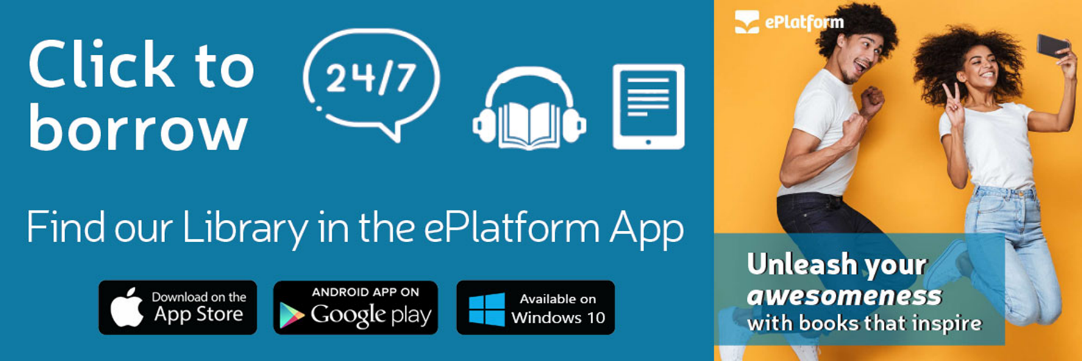 Click to
borrow
24/7
Find our Library in the ePlatform App
Download on the
App Store
ANDROID APP ON
Google play
Available on
Windows 10
ePlatform
Unleash your
awesomeness
with books that inspire